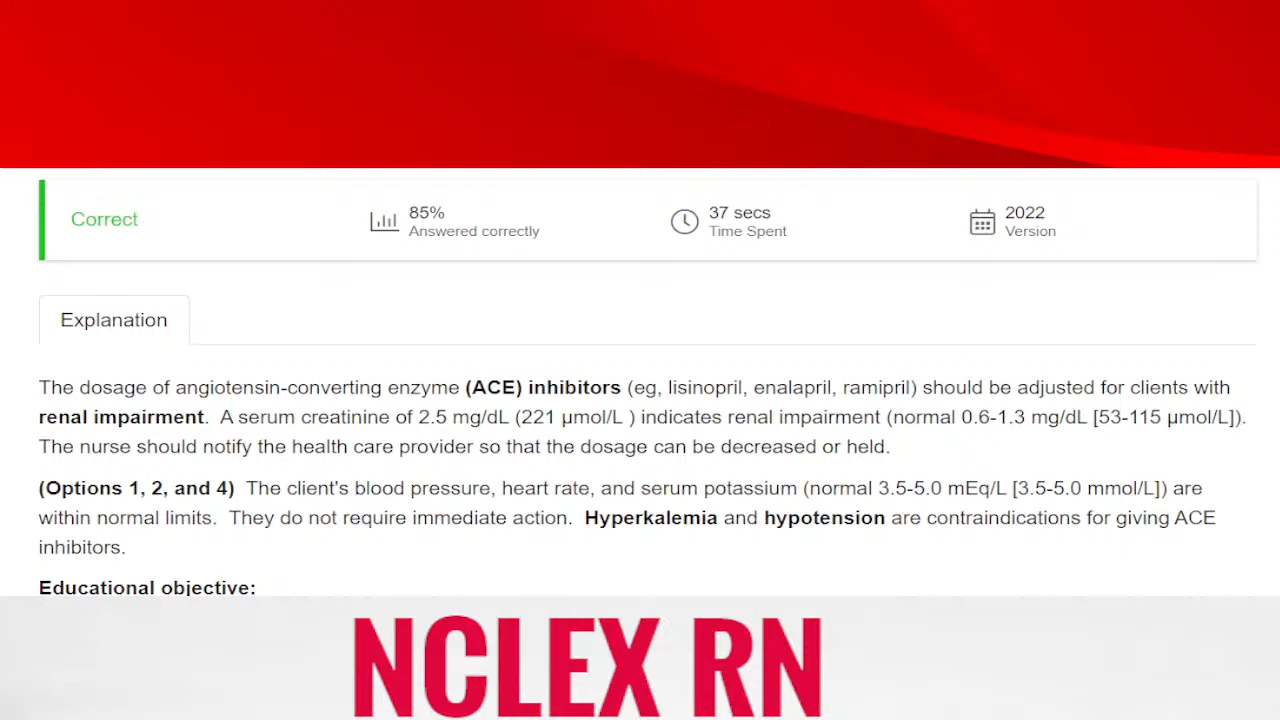 Correct
85%
Answered correctly
37 secs
Time Spent
2022
Version
Explanation
The dosage of angiotensin-converting enzyme (ACE) inhibitors (eg, lisinopril, enalapril, ramipril) should be adjusted for clients with
renal impairment.  A serum creatinine of 2.5 mg/dL (221 µmol/L ) indicates renal impairment (normal 0.6-1.3 mg/dL [53-115 µmol/L]).
The nurse should notify the health care provider so that the dosage can be decreased or held.
(Options 1, 2, and 4)  The client's blood pressure, heart rate, and serum potassium (normal 3.5-5.0 mEq/L [3.5-5.0 mmol/L]) are
within normal limits.  They do not require immediate action.  Hyperkalemia and hypotension are contraindications for giving ACE
inhibitors.
Educational objective:
NCLEX RN